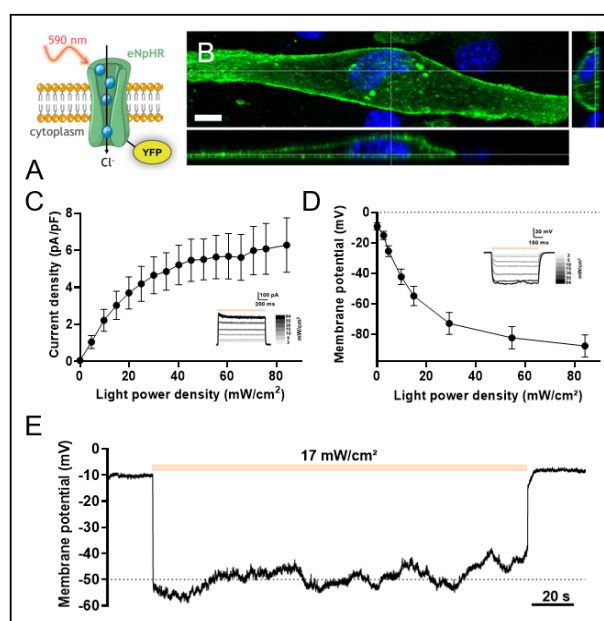 590 nm
eNpHR
cytoplasm
YFP
Cl⁻
A
B
C
Current density (pA/pF)
8
6
4
2
0
0 20 40 60 80 100
Light power density (mW/cm²)
100 pA
200 ms
mW/cm²
D
Membrane potential (mV)
0
-20
-40
-60
-80
0 20 40 60 80
Light power density (mW/cm²)
30 mV
150 ms
mW/cm²
E
Membrane potential (mV)
0
-10
-20
-30
-40
-50
-60
17 mW/cm²
20 s